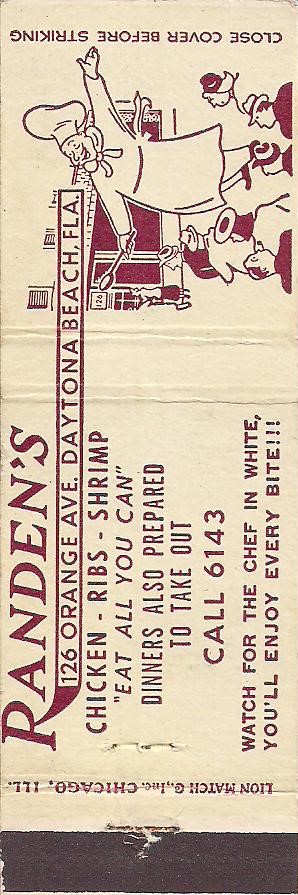 CLOSE COVER BEFORE STRIKING
RANDEN'S
126 ORANGE AVE. DAYTONA BEACH, FLA.
126
CHICKEN - RIBS - SHRIMP
"EAT ALL YOU CAN"
DINNERS ALSO PREPARED
TO TAKE OUT
CALL 6143
WATCH FOR THE CHEF IN WHITE,
YOU'LL ENJOY EVERY BITE!!!
LION MATCH Co., Inc. CHICAGO, ILL.